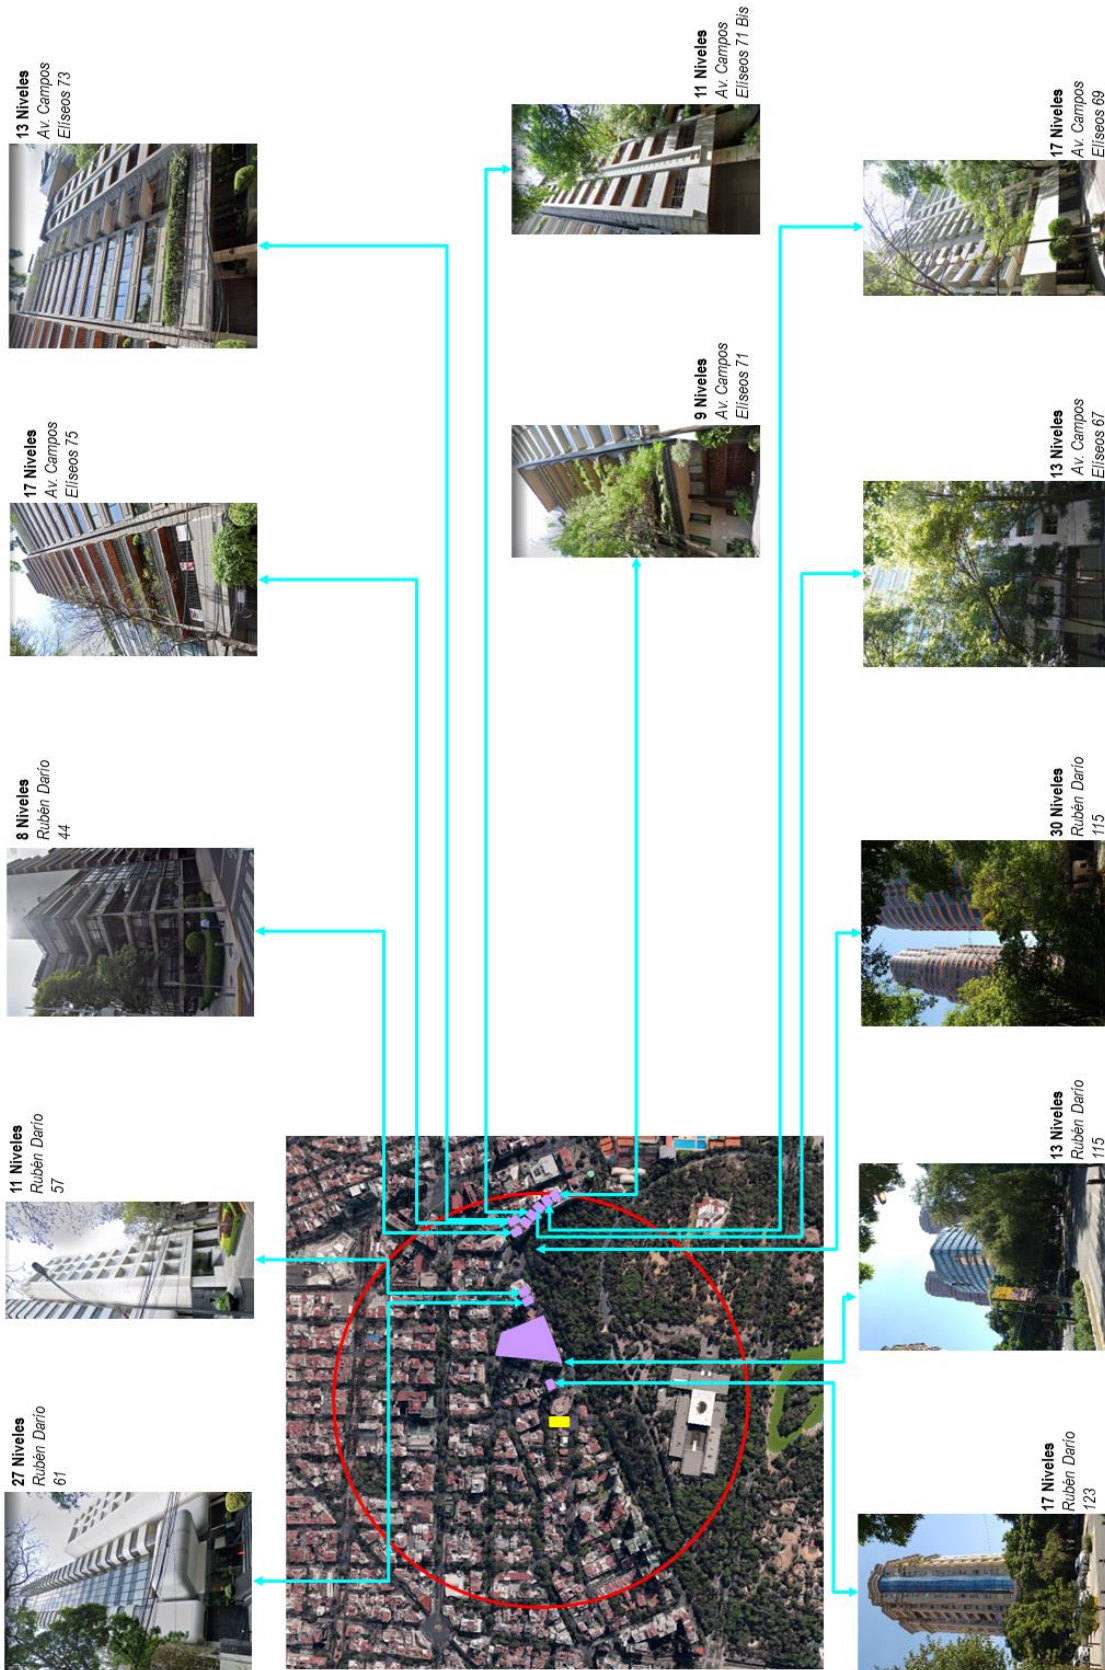 13 Niveles
Av. Campos
Elíseos 73
17 Niveles
Av. Campos
Elíseos 75
8 Niveles
Rubén Darío
44
11 Niveles
Rubén Darío
57
27 Niveles
Rubén Darío
61
11 Niveles
Av. Campos
Elíseos 71 Bis
9 Niveles
Av. Campos
Elíseos 71
17 Niveles
Av. Campos
Elíseos 69
13 Niveles
Av. Campos
Elíseos 67
30 Niveles
Rubén Darío
115
13 Niveles
Rubén Darío
115
17 Niveles
Rubén Darío
123